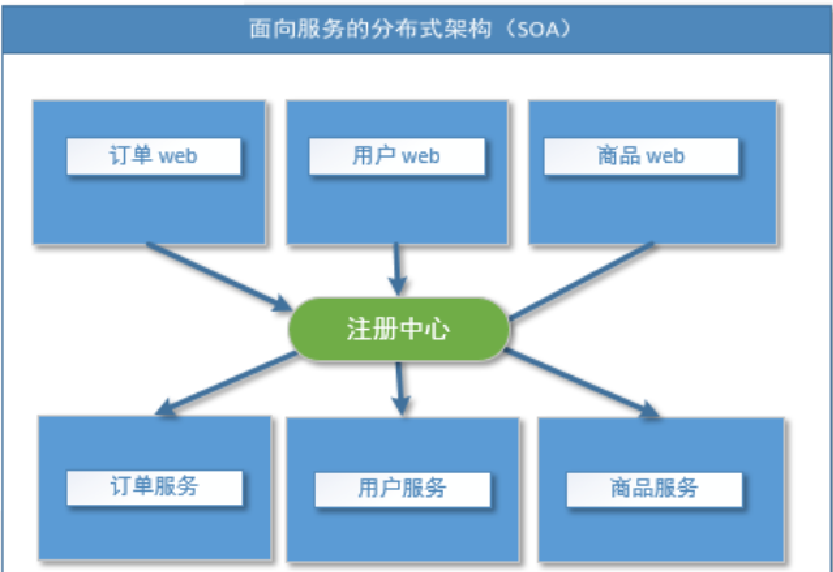 面向服务的分布式架构（SOA）
订单 web
用户 web
商品 web
注册中心
订单服务
用户服务
商品服务